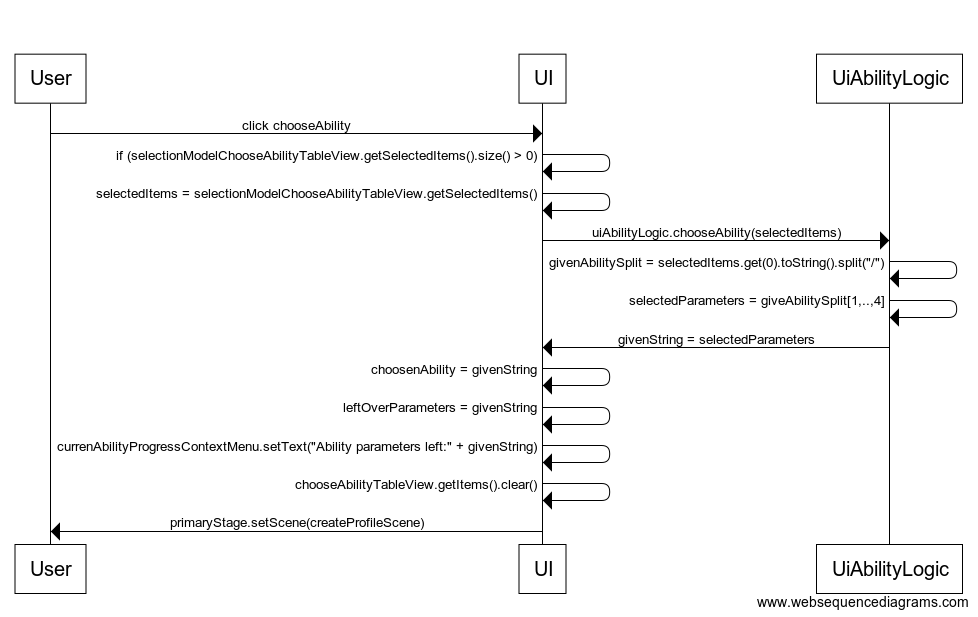 User UI UiAbilityLogic
click chooseAbility
if (selectionModelChooseAbilityTableView.getSelectedItems().size() > 0)
selectedItems = selectionModelChooseAbilityTableView.getSelectedItems()
uiAbilityLogic.chooseAbility(selectedItems)
givenAbilitySplit = selectedItems.get(0).toString().split("/")
selectedParameters = giveAbilitySplit[1,..,4]
givenString = selectedParameters
choosenAbility = givenString
leftOverParameters = givenString
currenAbilityProgressContextMenu.setText("Ability parameters left:" + givenString)
chooseAbilityTableView.getItems().clear()
primaryStage.setScene(createProfileScene)
User UI UiAbilityLogic
www.websequencediagrams.com